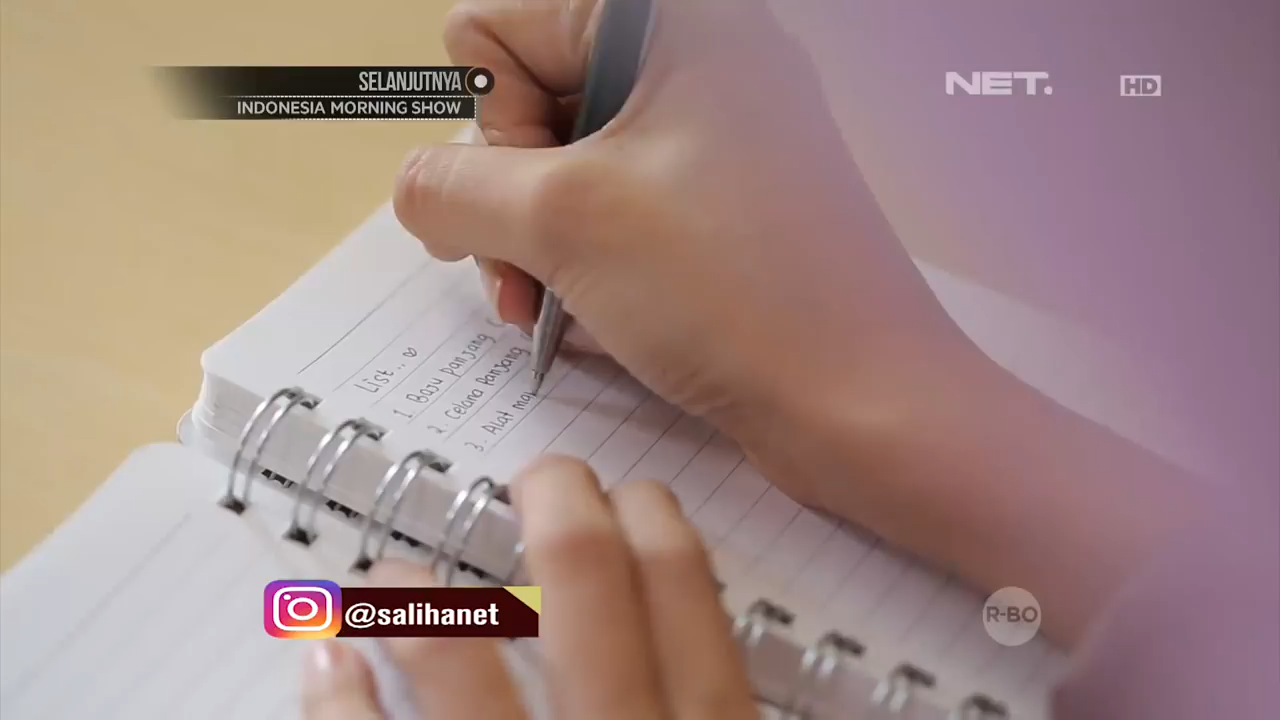 SELANJUTNYA
INDONESIA MORNING SHOW
NET.
HD
List..
1. Baju panjang
2. Celana panjang
3. Alat
@salihanet
R-BO